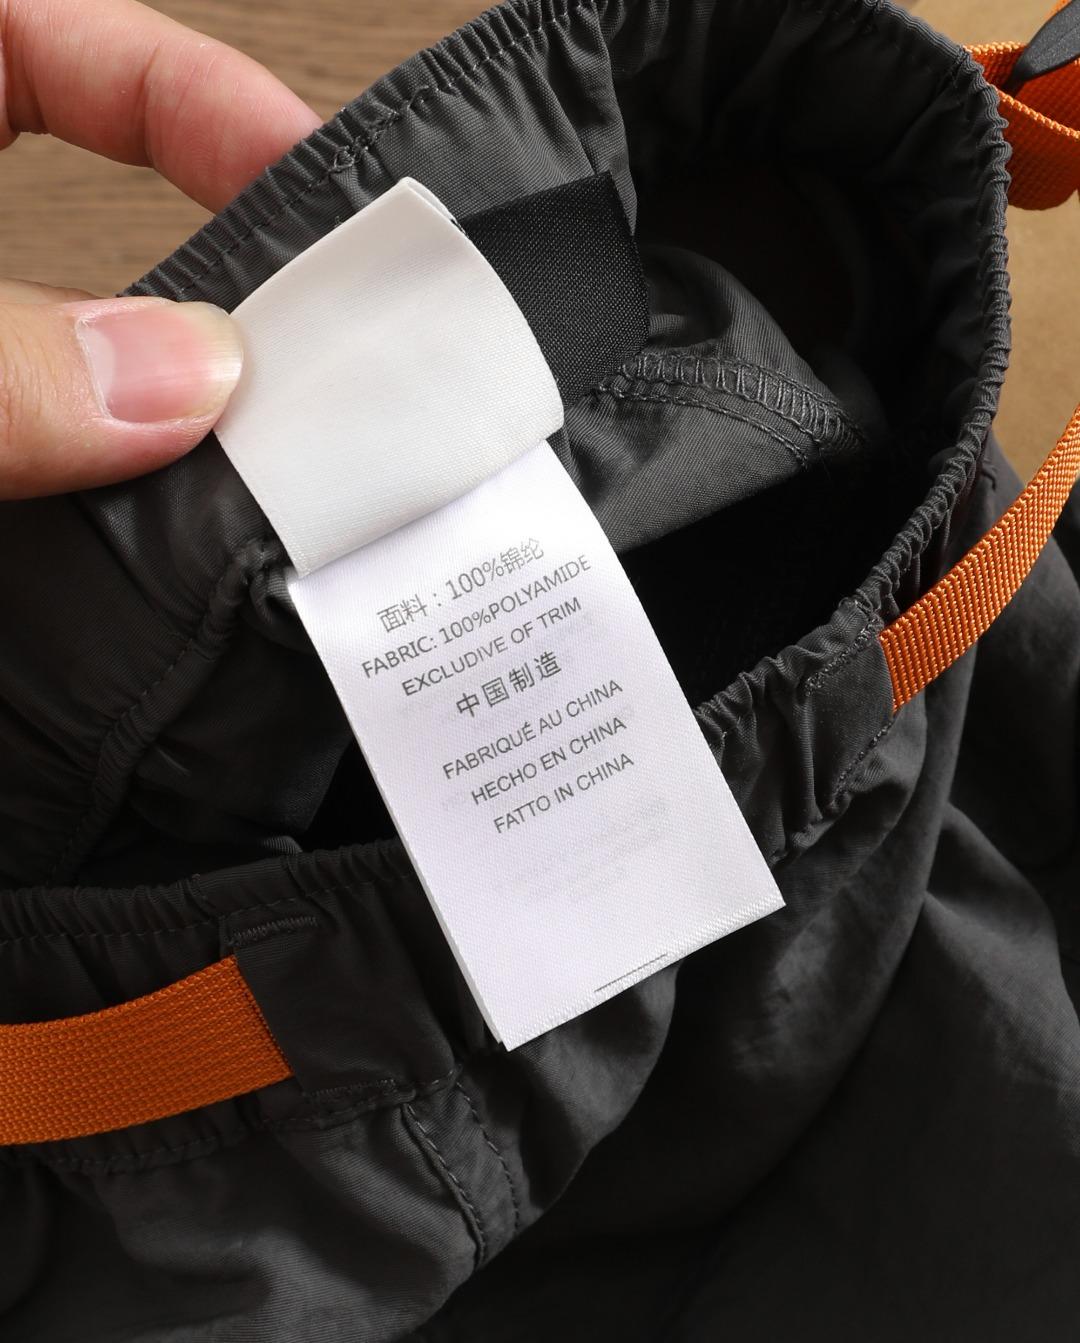 面料：100%锦纶
FABRIC: 100%POLYAMIDE
EXCLUDIVE OF TRIM
中国制造
FABRIQUÉ AU CHINA
HECHO EN CHINA
FATTO IN CHINA